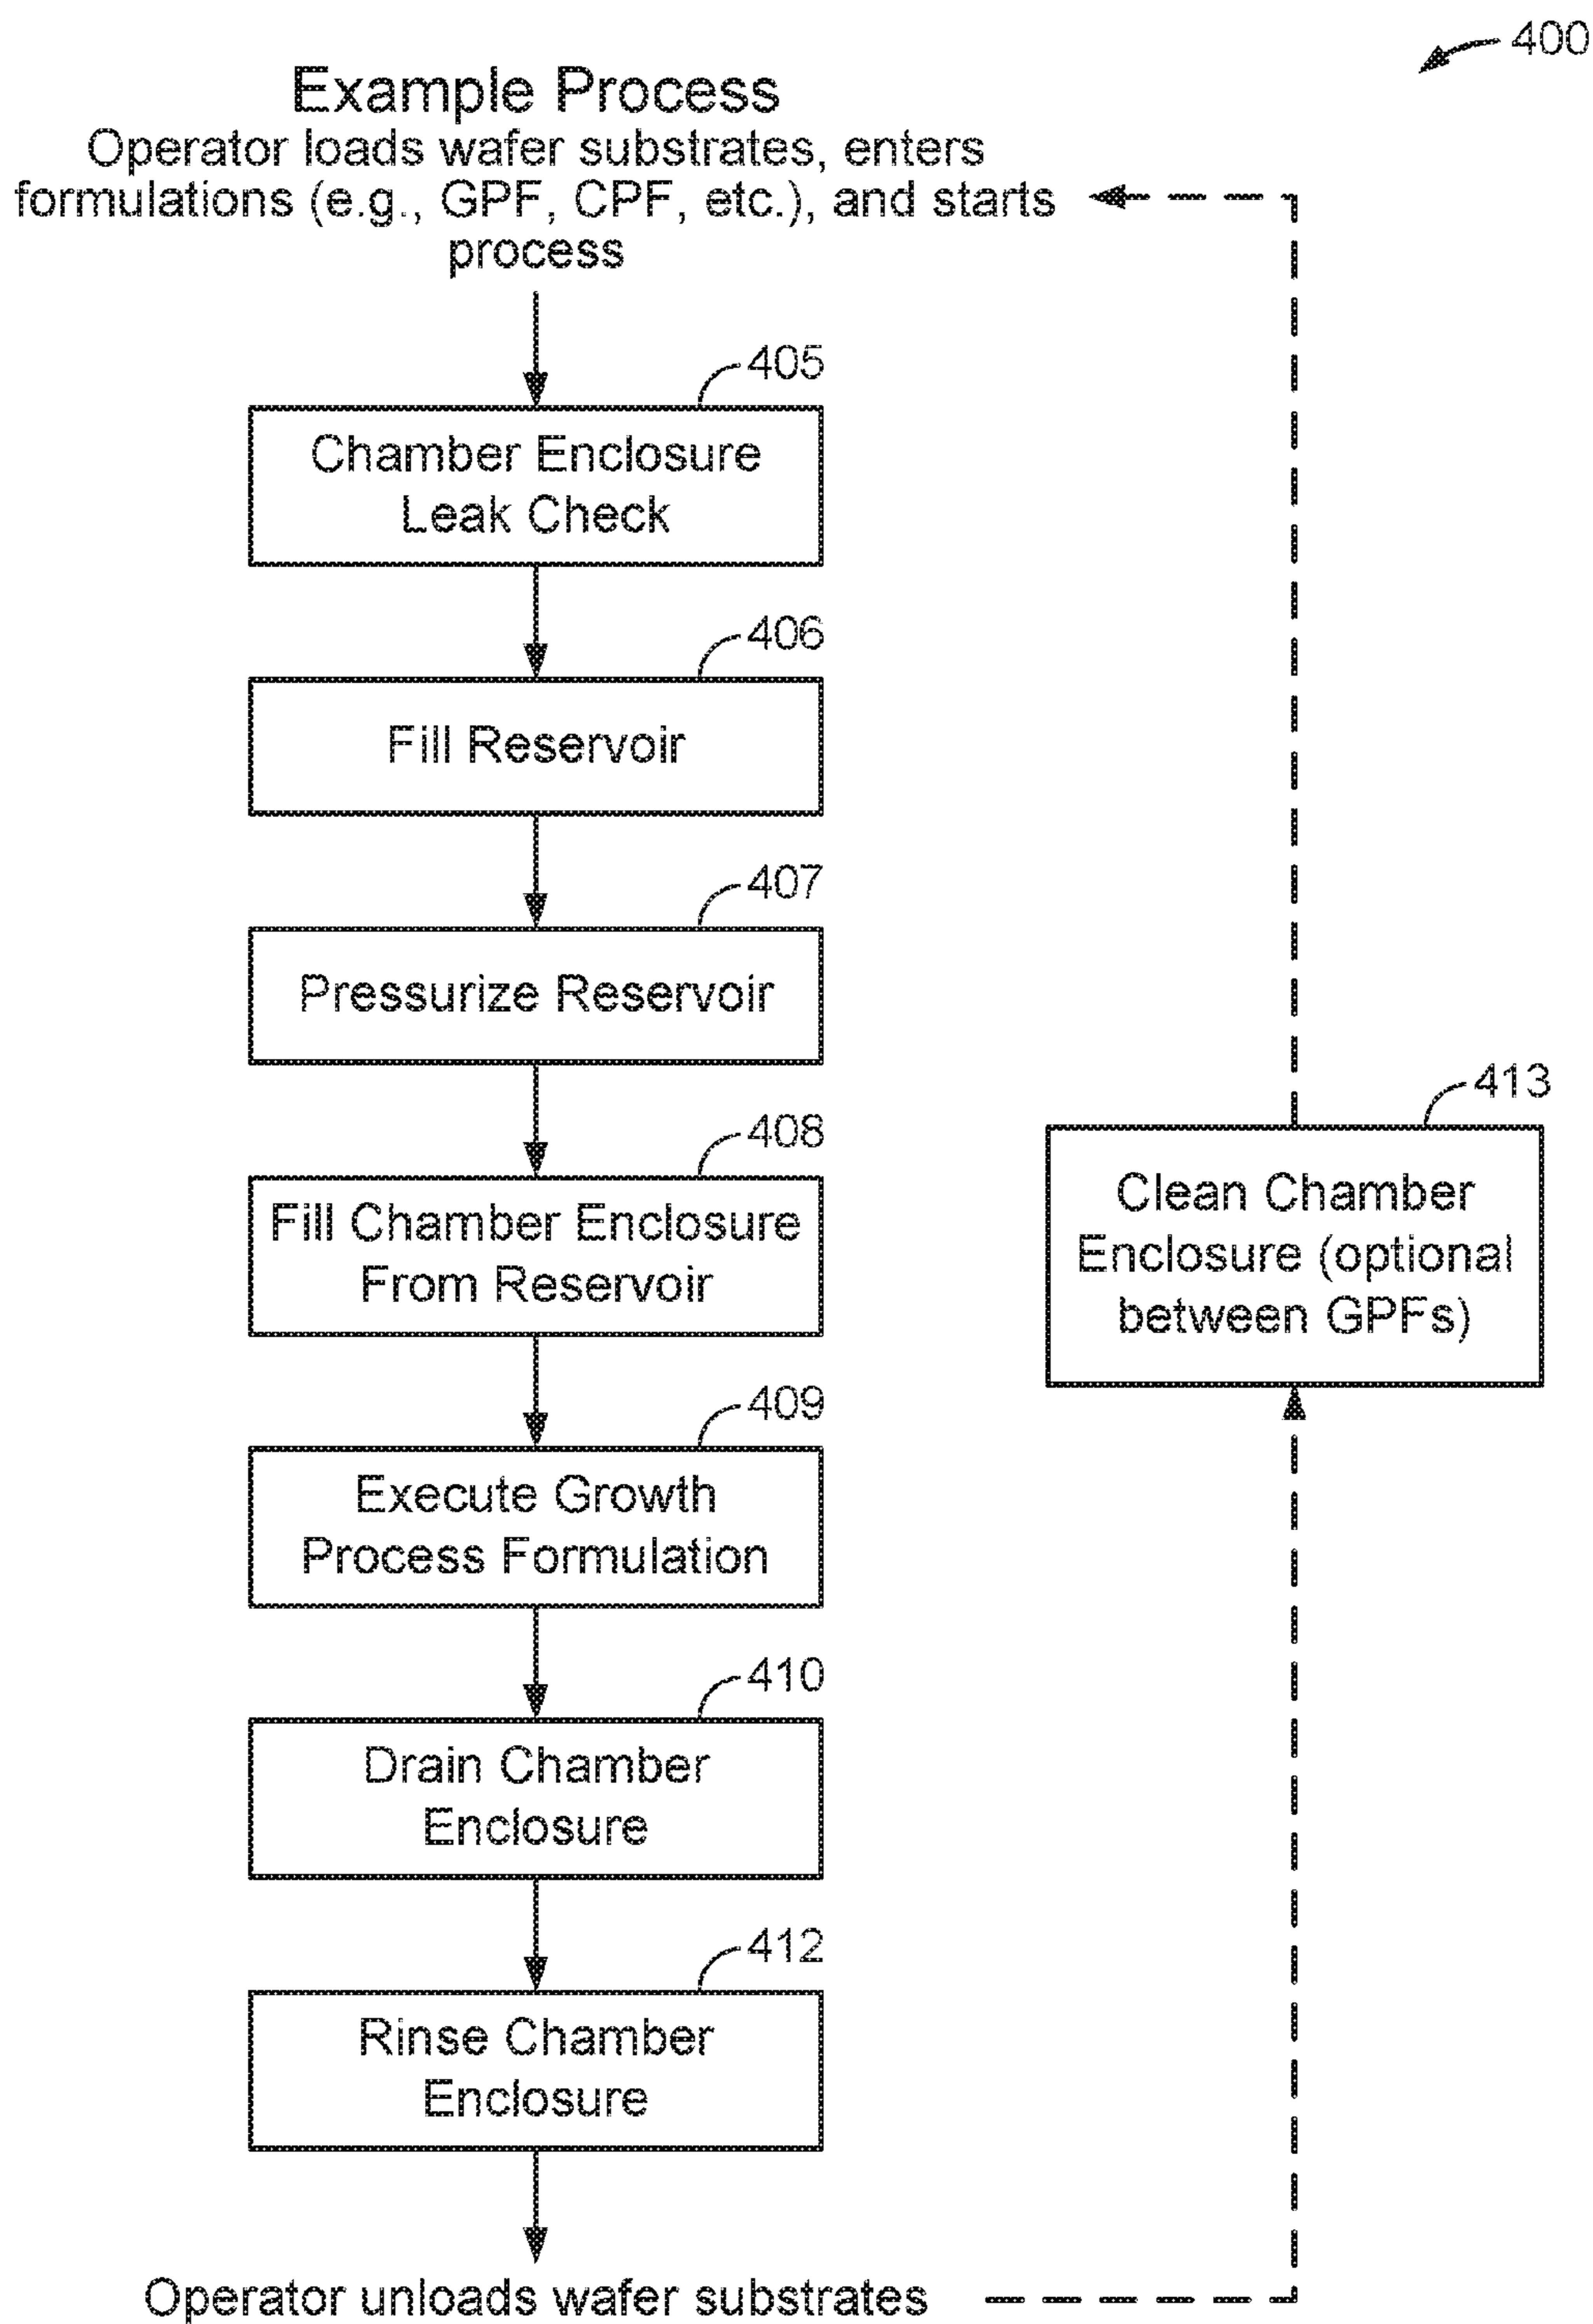 400
Example Process
Operator loads wafer substrates, enters
formulations (e.g., GPF, CPF, etc.), and starts
process
405
Chamber Enclosure
Leak Check
406
Fill Reservoir
407
Pressurize Reservoir
408
Fill Chamber Enclosure
From Reservoir
413
Clean Chamber
Enclosure (optional
between GPFs)
409
Execute Growth
Process Formulation
410
Drain Chamber
Enclosure
412
Rinse Chamber
Enclosure
Operator unloads wafer substrates